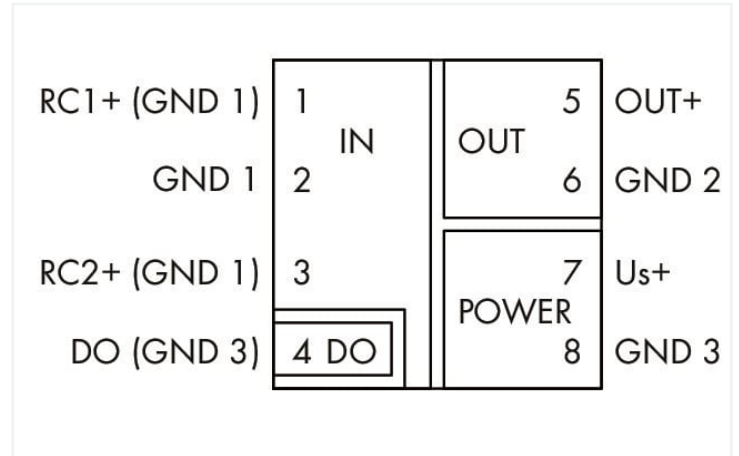 RC1+ (GND 1) 1 5 OUT+
IN OUT
GND 1 2 6 GND 2
RC2+ (GND 1) 3 7 Us+
POWER
DO (GND 3) 4 DO 8 GND 3